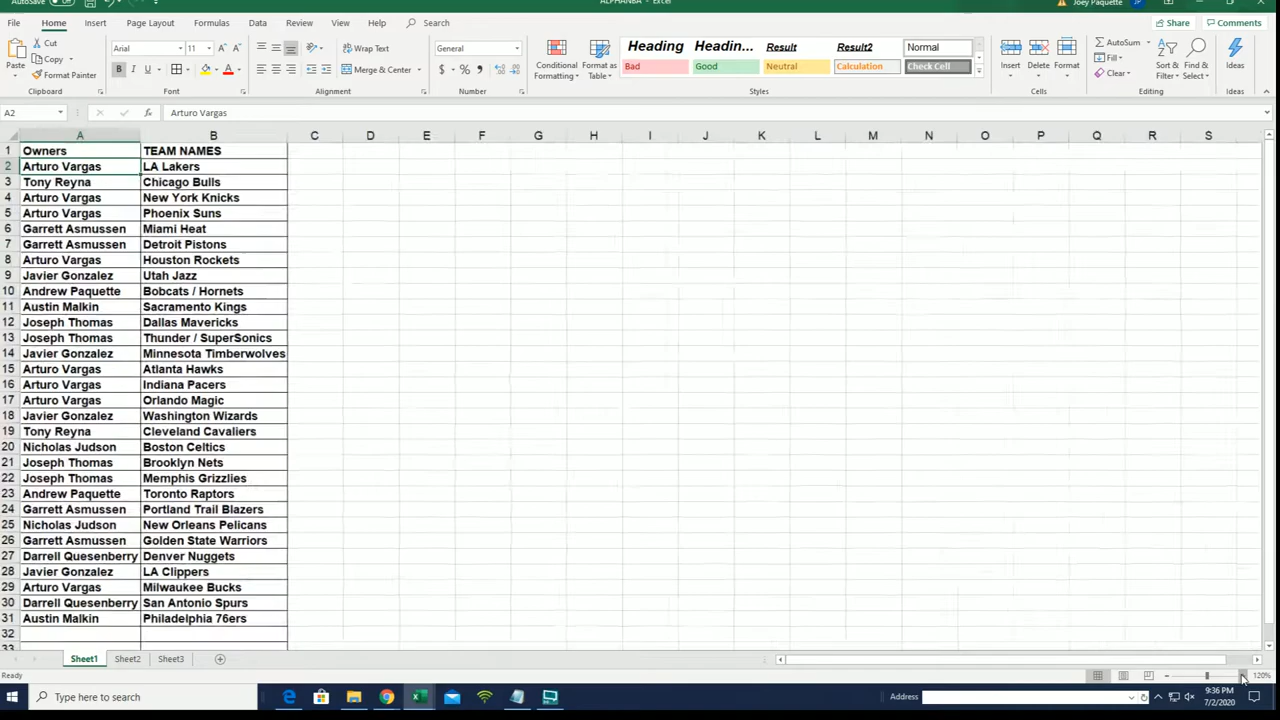 ALPHANBA - Excel
Joey Paquette JP
File Home Insert Page Layout Formulas Data Review View Help Search Share Comments
Cut
Copy
Format Painter
Paste
Arial 11
B I U
Wrap Text
Merge & Center
General
$ % ,
Conditional Formatting
Format as Table
Heading Headin... Result Result2 Normal
Bad Good Neutral Calculation Check Cell
Insert Delete Format
AutoSum
Fill
Clear
Sort & Filter
Find & Select
Ideas
Clipboard Font Alignment Number Styles Cells Editing Ideas
A2 fx Arturo Vargas
A B C D E F G H I J K L M N O P Q R S
1 Owners TEAM NAMES
2 Arturo Vargas LA Lakers
3 Tony Reyna Chicago Bulls
4 Arturo Vargas New York Knicks
5 Arturo Vargas Phoenix Suns
6 Garrett Asmussen Miami Heat
7 Garrett Asmussen Detroit Pistons
8 Arturo Vargas Houston Rockets
9 Javier Gonzalez Utah Jazz
10 Andrew Paquette Bobcats / Hornets
11 Austin Malkin Sacramento Kings
12 Joseph Thomas Dallas Mavericks
13 Joseph Thomas Thunder / SuperSonics
14 Javier Gonzalez Minnesota Timberwolves
15 Arturo Vargas Atlanta Hawks
16 Arturo Vargas Indiana Pacers
17 Arturo Vargas Orlando Magic
18 Javier Gonzalez Washington Wizards
19 Tony Reyna Cleveland Cavaliers
20 Nicholas Judson Boston Celtics
21 Joseph Thomas Brooklyn Nets
22 Joseph Thomas Memphis Grizzlies
23 Andrew Paquette Toronto Raptors
24 Garrett Asmussen Portland Trail Blazers
25 Nicholas Judson New Orleans Pelicans
26 Garrett Asmussen Golden State Warriors
27 Darrell Quesenberry Denver Nuggets
28 Javier Gonzalez LA Clippers
29 Arturo Vargas Milwaukee Bucks
30 Darrell Quesenberry San Antonio Spurs
31 Austin Malkin Philadelphia 76ers
32
33
Sheet1 Sheet2 Sheet3
Ready 120%
Type here to search Address 9:36 PM
7/2/2020